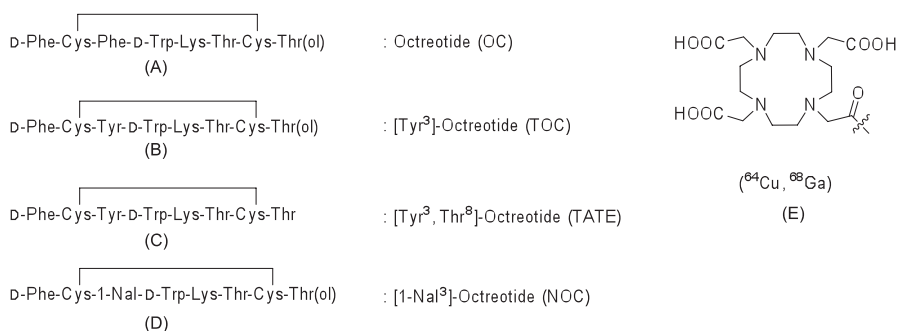 D-Phe-Cys-Phe-D-Trp-Lys-Thr-Cys-Thr(ol) : Octreotide (OC)
(A)
D-Phe-Cys-Tyr-D-Trp-Lys-Thr-Cys-Thr(ol) : [Tyr³]-Octreotide (TOC)
(B)
D-Phe-Cys-Tyr-D-Trp-Lys-Thr-Cys-Thr : [Tyr³, Thr⁸]-Octreotide (TATE)
(C)
D-Phe-Cys-1-Nal-D-Trp-Lys-Thr-Cys-Thr(ol) : [1-Nal³]-Octreotide (NOC)
(D)
HOOC COOH
N N
HOOC N N O
(⁶⁴Cu, ⁶⁸Ga)
(E)